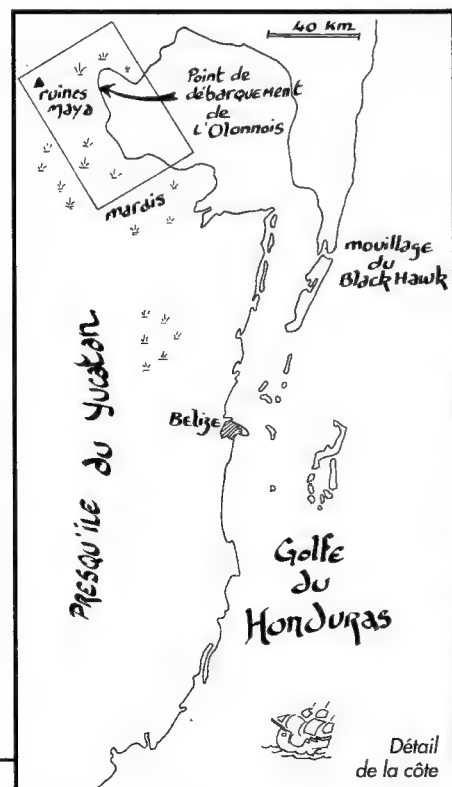 40 Km
ruines
maya
Point de
débarquement
de
L'Olonnois
marais
mouillage
du
Black Hawk
PRESQU'ILE DU YUCATAN
BELIZE
Golfe
du
HONDURAS
Détail
de la côte